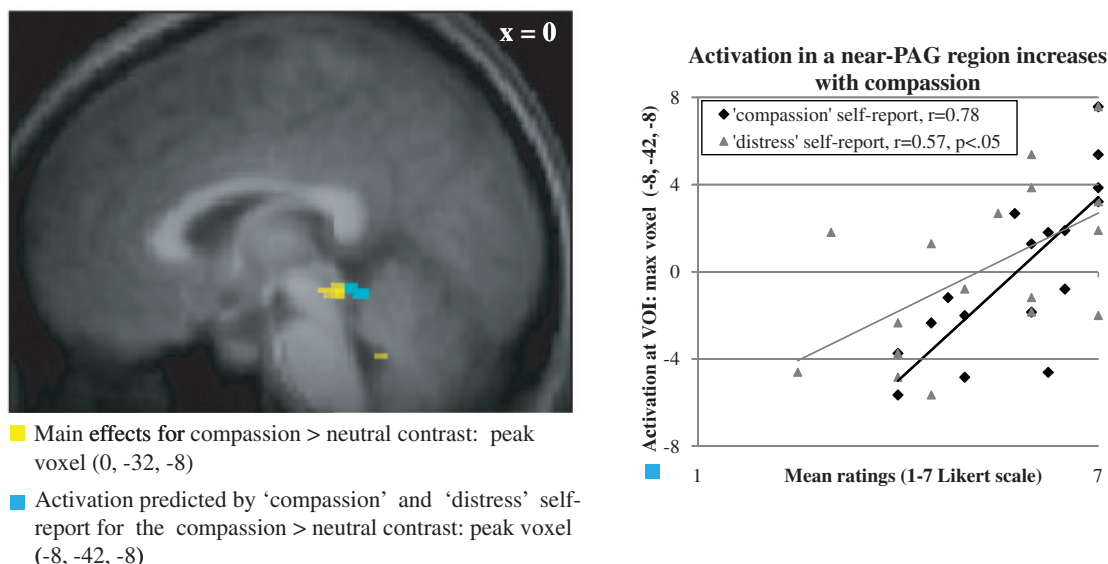 x = 0
Main effects for compassion > neutral contrast: peak
voxel (0, -32, -8)
Activation predicted by ‘compassion’ and ‘distress’ self-
report for the compassion > neutral contrast: peak voxel
(-8, -42, -8)
Activation in a near-PAG region increases
with compassion
'compassion' self-report, r=0.78
'distress' self-report, r=0.57, p<.05
Activation at VOI: max voxel (-8, -42, -8)
8
4
0
-4
-8
1
Mean ratings (1-7 Likert scale)
7